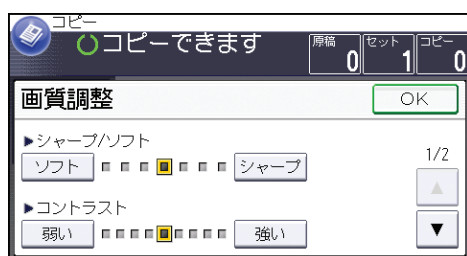 コピー
コピーできます
原稿 0
セット 1
コピー 0
画質調整
OK
▶シャープ/ソフト
ソフト シャープ
1/2
▲
▶コントラスト
弱い 強い
▼